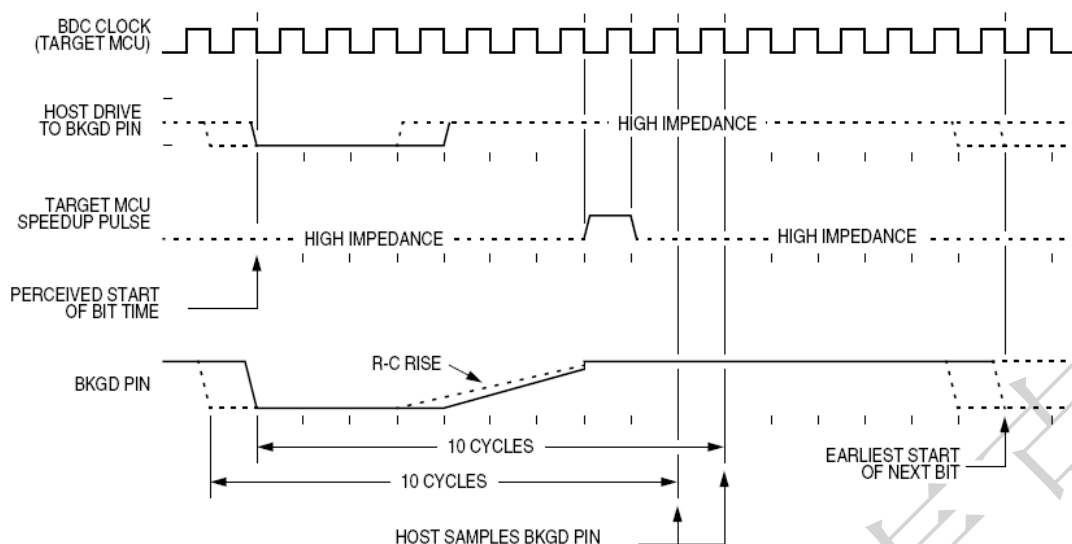 BDC CLOCK
(TARGET MCU)
HOST DRIVE
TO BKGD PIN
HIGH IMPEDANCE
TARGET MCU
SPEEDUP PULSE
HIGH IMPEDANCE
HIGH IMPEDANCE
PERCEIVED START
OF BIT TIME
R-C RISE
BKGD PIN
10 CYCLES
EARLIEST START
OF NEXT BIT
10 CYCLES
HOST SAMPLES BKGD PIN